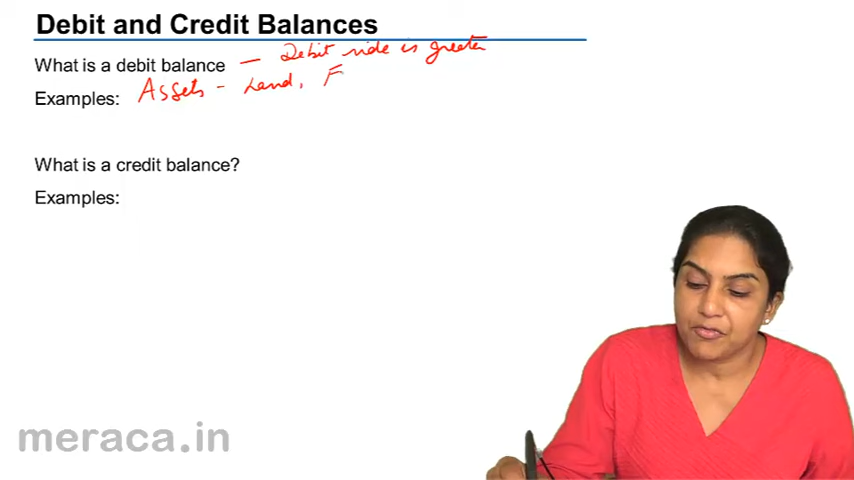 Debit and Credit Balances
What is a debit balance — Debit side is greater
Examples: Assets - Land, F
What is a credit balance?
Examples:
meraca.in